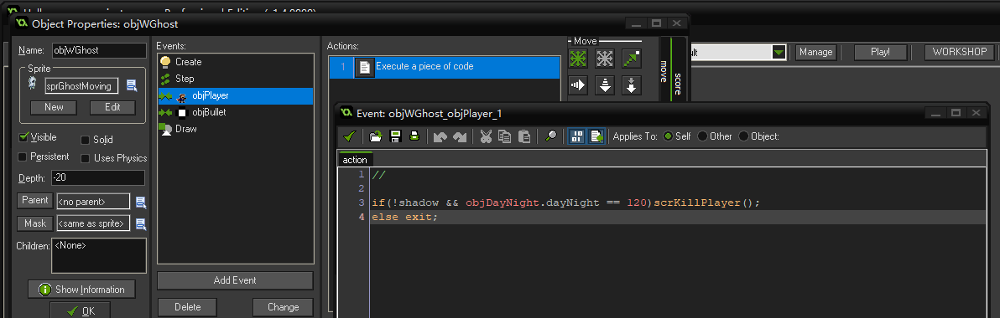 Object Properties: objWGhost
Name: objWGhost
Sprite
sprGhostMoving
New Edit
Visible Solid
Persistent Uses Physics
Depth: -20
Parent <no parent>
Mask <same as sprite>
Children: <None>
Show Information
OK
Events:
Create
Step
objPlayer
objBullet
Draw
Add Event
Delete Change
Actions:
1 Execute a piece of code
Move
move
score
Manage Play! WORKSHOP
Event: objWGhost_objPlayer_1
Applies To: Self Other Object:
action
1 //
2
3 if(!shadow && objDayNight.dayNight == 120)scrKillPlayer();
4 else exit;